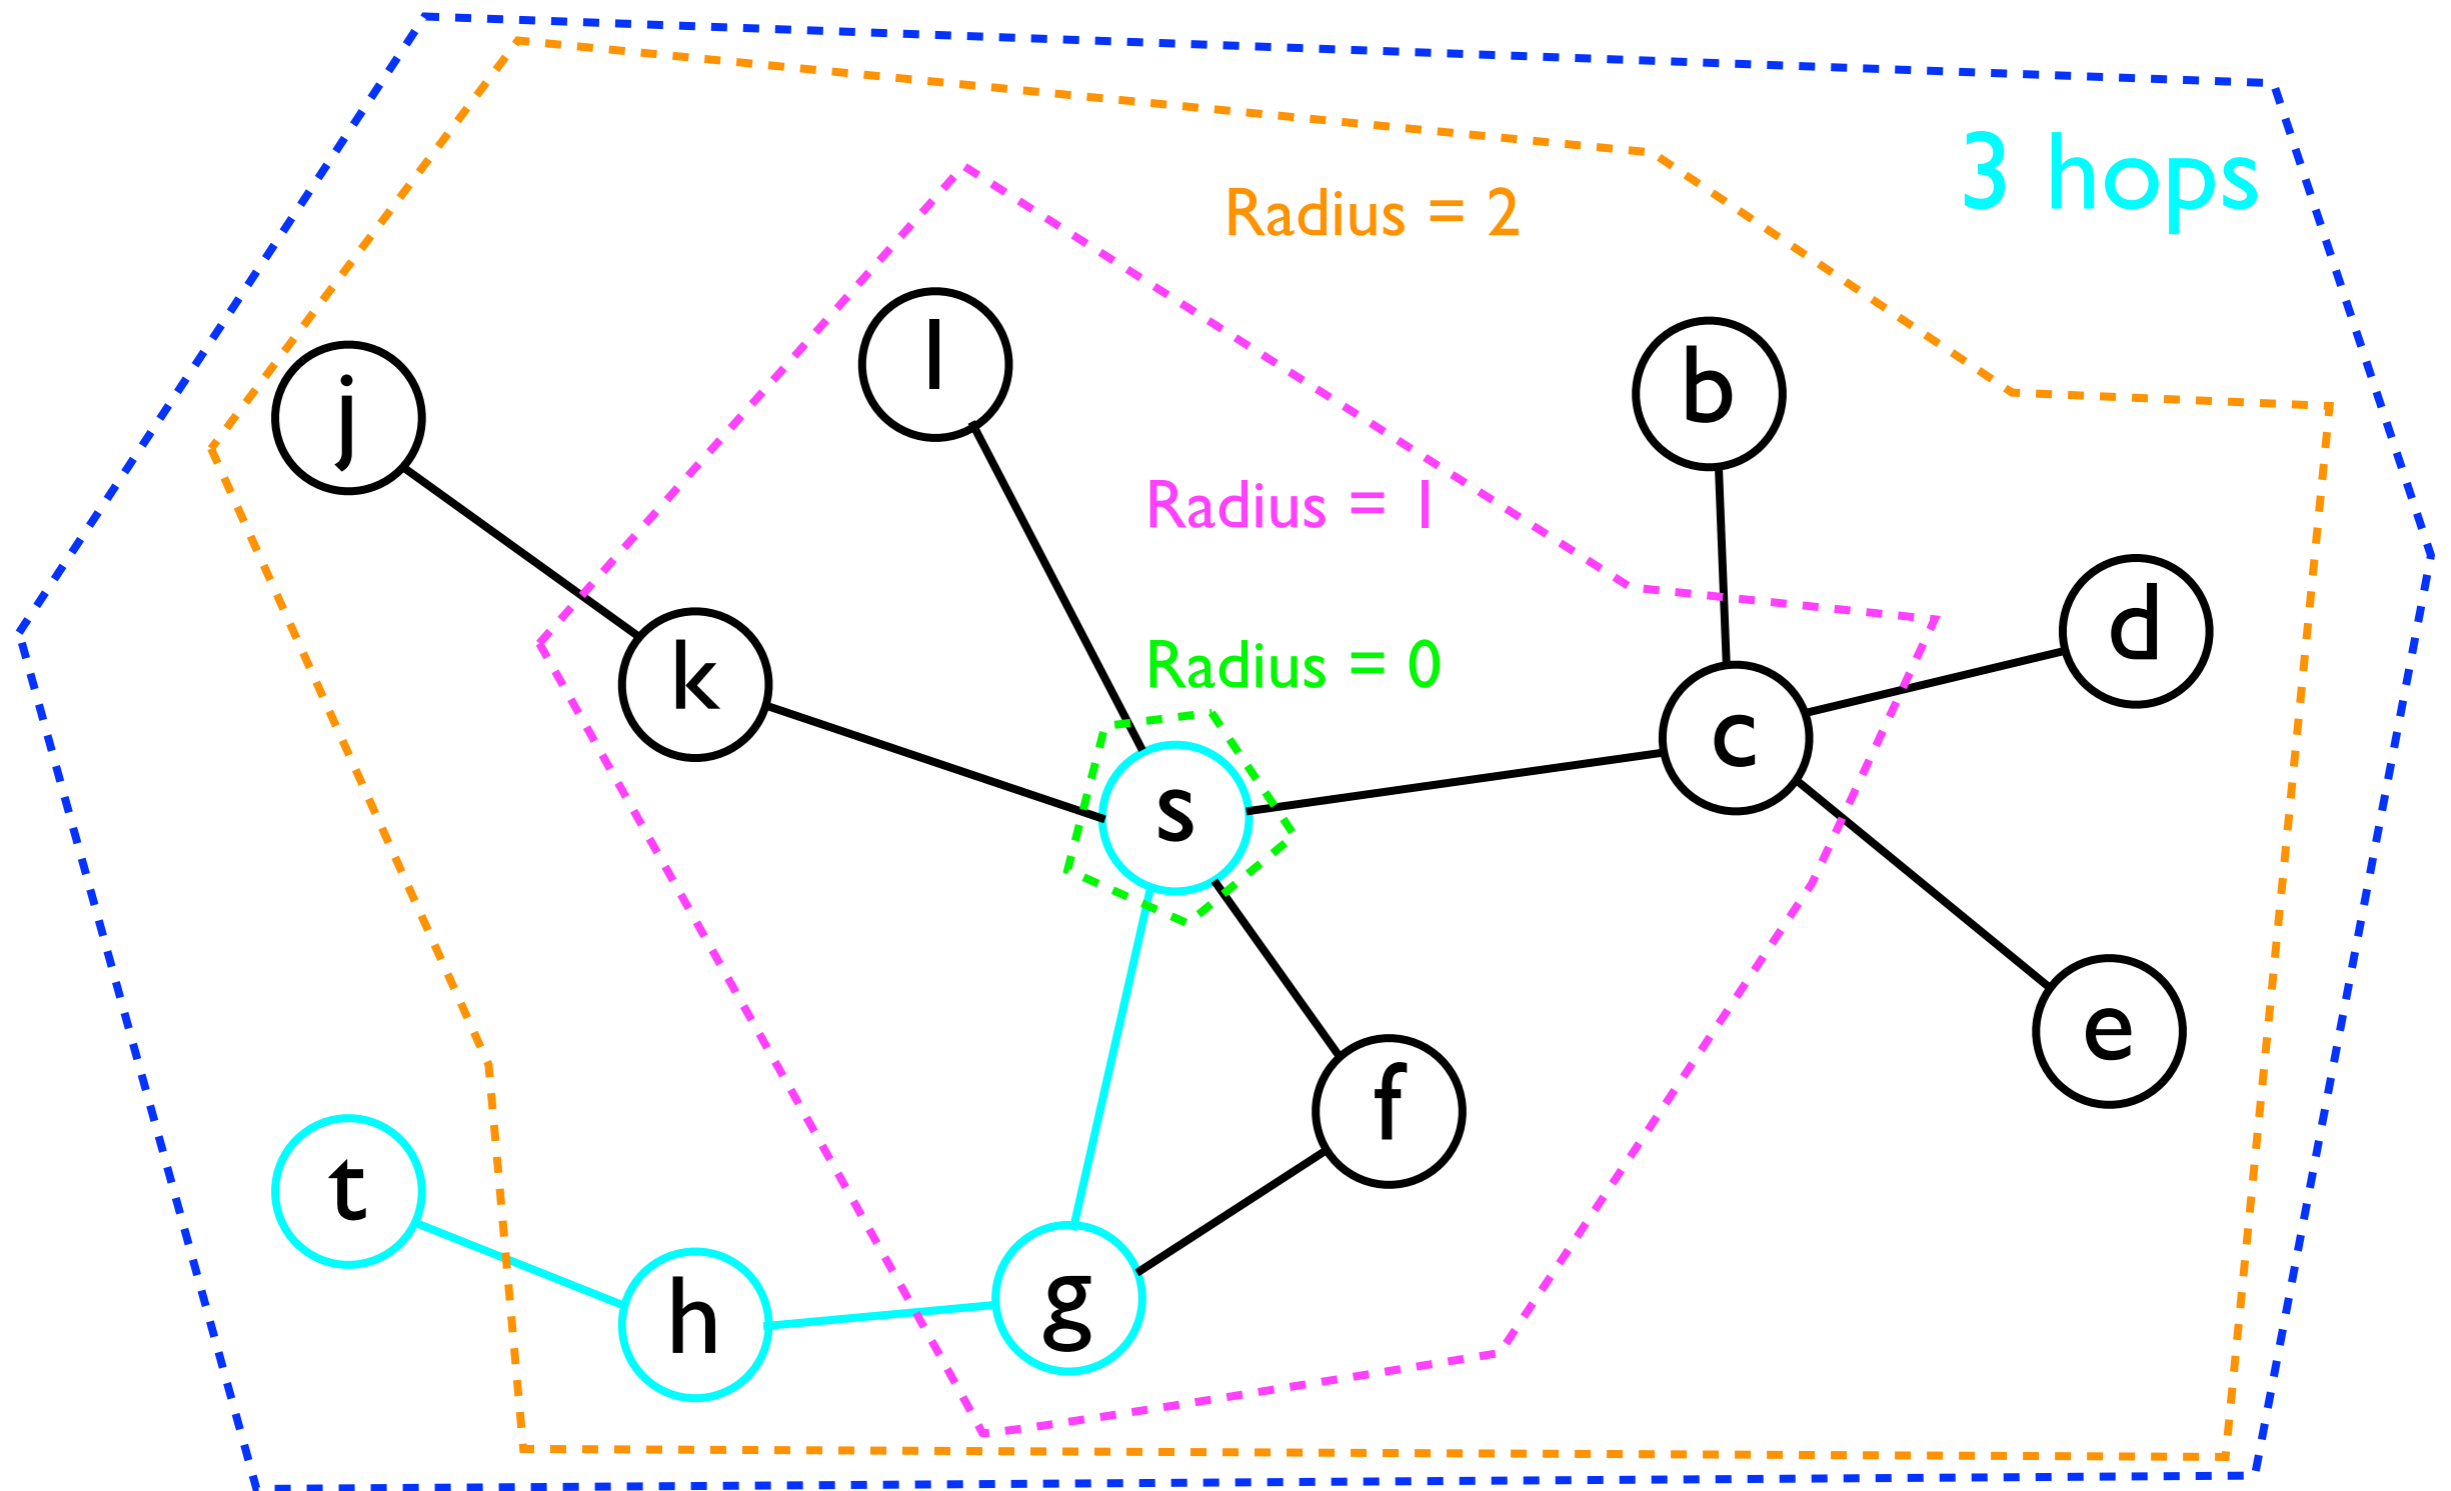 3 hops
Radius = 2
l
b
j
Radius = 1
d
k
Radius = 0
c
s
e
f
t
g
h